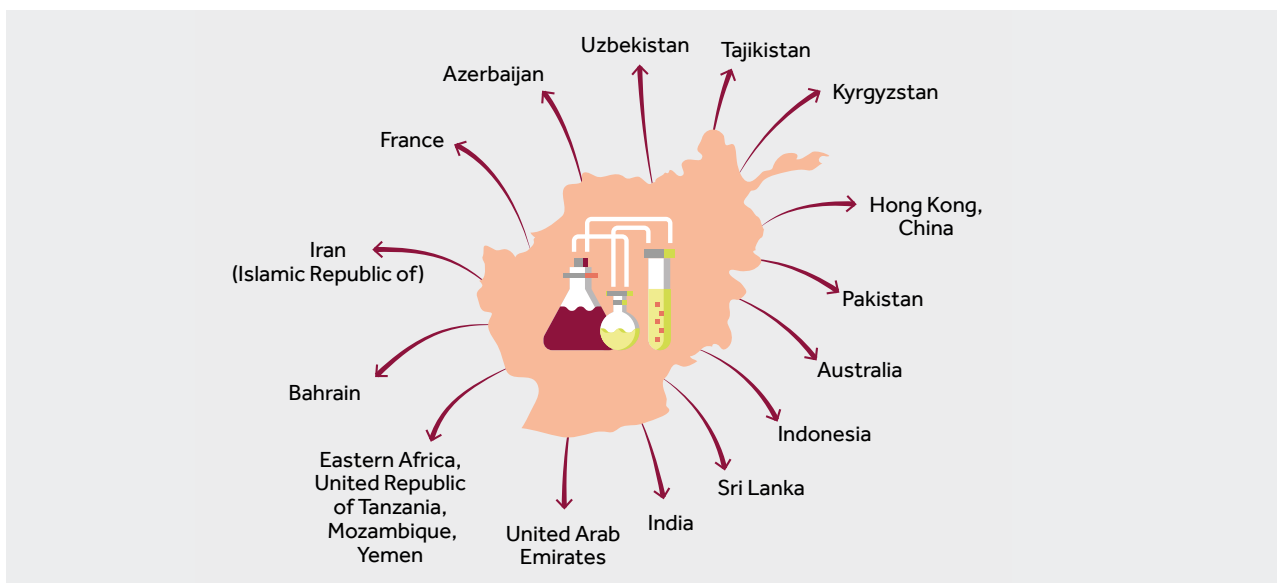 Uzbekistan
Tajikistan
Azerbaijan
Kyrgyzstan
France
Hong Kong,
China
Iran
(Islamic Republic of)
Pakistan
Australia
Bahrain
Indonesia
Eastern Africa,
United Republic
of Tanzania,
Mozambique,
Yemen
Sri Lanka
India
United Arab
Emirates